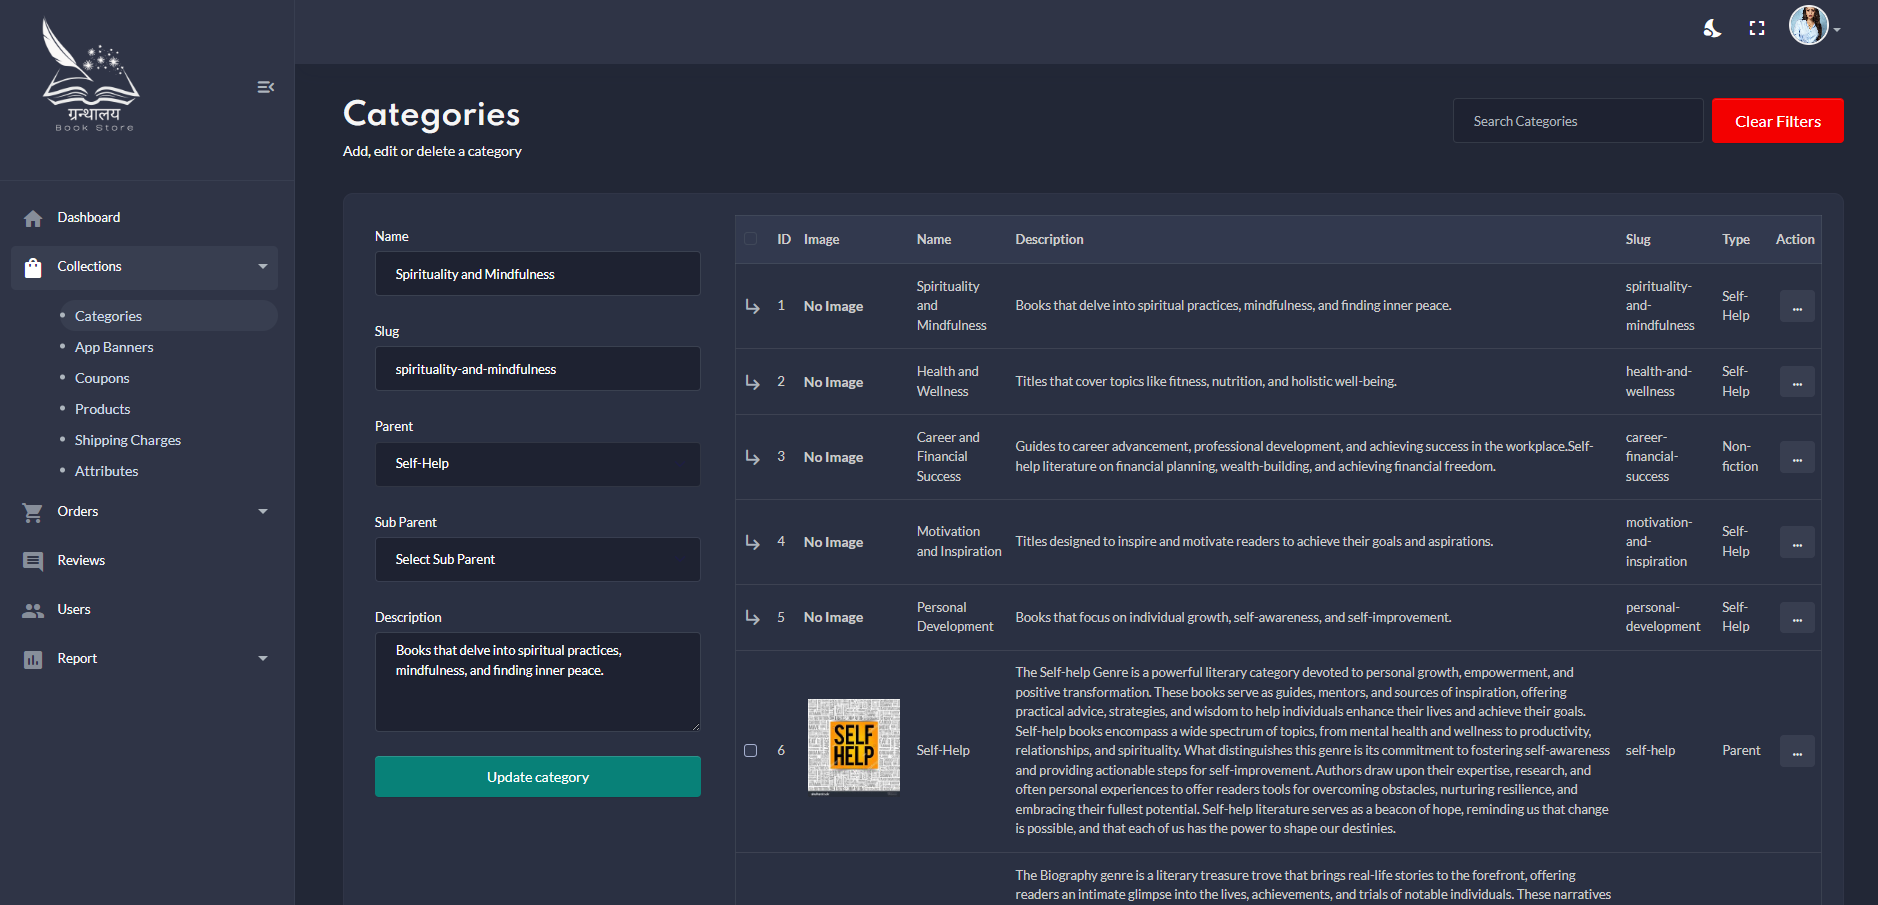 ग्रन्थालय
Book Store
Dashboard
Collections
Categories
App Banners
Coupons
Products
Shipping Charges
Attributes
Orders
Reviews
Users
Report
Categories
Add, edit or delete a category
Search Categories
Clear Filters
Name
Spirituality and Mindfulness
Slug
spirituality-and-mindfulness
Parent
Self-Help
Sub Parent
Select Sub Parent
Description
Books that delve into spiritual practices,
mindfulness, and finding inner peace.
Update category
ID Image Name Description Slug Type Action
1 No Image
Spirituality
and
Mindfulness
Books that delve into spiritual practices, mindfulness, and finding inner peace.
spirituality-
and-
mindfulness
Self-
Help
...
2 No Image
Health and
Wellness
Titles that cover topics like fitness, nutrition, and holistic well-being.
health-and-
wellness
Self-
Help
...
3 No Image
Career and
Financial
Success
Guides to career advancement, professional development, and achieving success in the workplace.Self-
help literature on financial planning, wealth-building, and achieving financial freedom.
career-
financial-
success
Non-
fiction
...
4 No Image
Motivation
and Inspiration
Titles designed to inspire and motivate readers to achieve their goals and aspirations.
motivation-
and-
inspiration
Self-
Help
...
5 No Image
Personal
Development
Books that focus on individual growth, self-awareness, and self-improvement.
personal-
development
Self-
Help
...
6
SELF
HELP
Self-Help
The Self-help Genre is a powerful literary category devoted to personal growth, empowerment, and
positive transformation. These books serve as guides, mentors, and sources of inspiration, offering
practical advice, strategies, and wisdom to help individuals enhance their lives and achieve their goals.
Self-help books encompass a wide spectrum of topics, from mental health and wellness to productivity,
relationships, and spirituality. What distinguishes this genre is its commitment to fostering self-awareness
and providing actionable steps for self-improvement. Authors draw upon their expertise, research, and
often personal experiences to offer readers tools for overcoming obstacles, nurturing resilience, and
embracing their fullest potential. Self-help literature serves as a beacon of hope, reminding us that change
is possible, and that each of us has the power to shape our destinies.
self-help
Parent
...
The Biography genre is a literary treasure trove that brings real-life stories to the forefront, offering
readers an intimate glimpse into the lives, achievements, and trials of notable individuals. These narratives